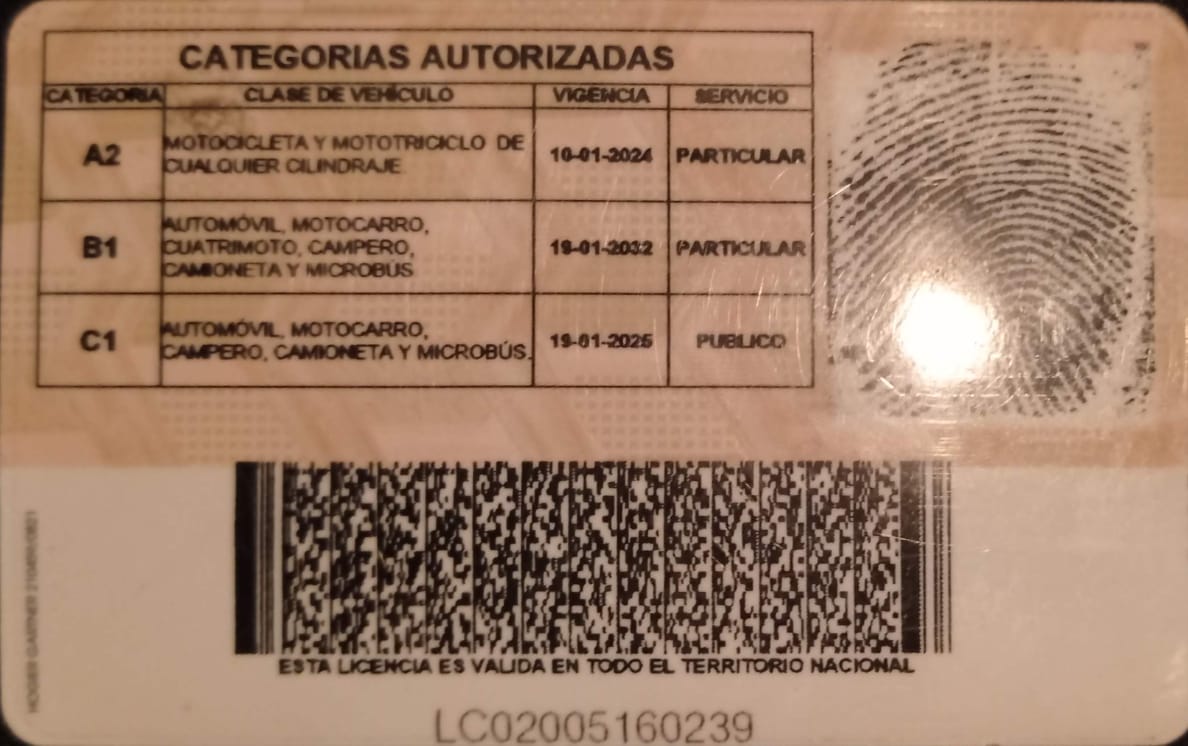 CATEGORIAS AUTORIZADAS
CATEGORIA CLASE DE VEHÍCULO VIGENCIA SERVICIO
A2 MOTOCICLETA Y MOTOTRICICLO DE CUALQUIER CILINDRAJE 10-01-2024 PARTICULAR
B1 AUTOMÓVIL, MOTOCARRO, CUATRIMOTO, CAMPERO, CAMIONETA Y MICROBÚS 19-01-2032 PARTICULAR
C1 AUTOMÓVIL, MOTOCARRO, CAMPERO, CAMIONETA Y MICROBÚS. 19-01-2025 PUBLICO
ESTA LICENCIA ES VALIDA EN TODO EL TERRITORIO NACIONAL
LC02005160239